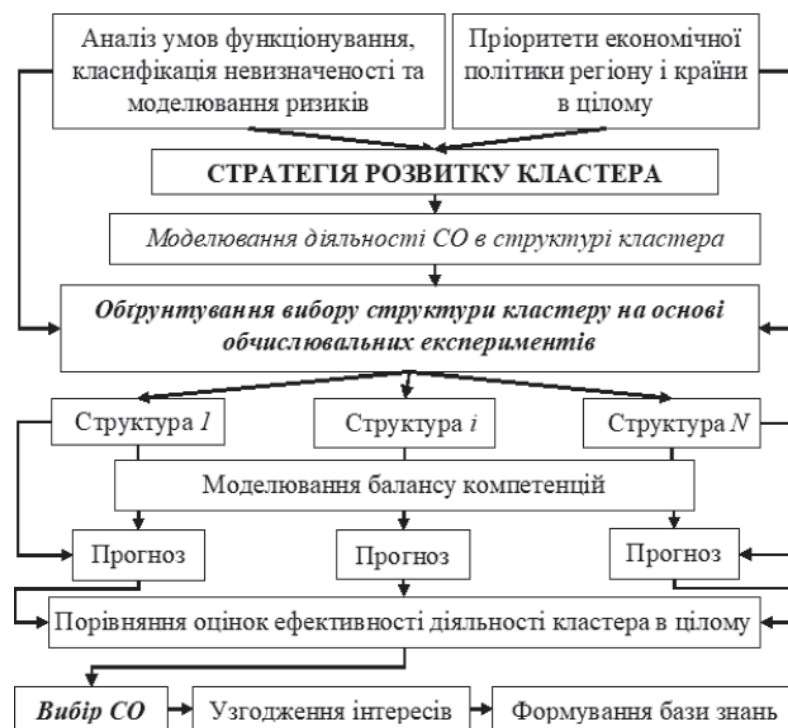 Аналіз умов функціонування,
класифікація невизначеності та
моделювання ризиків
Пріоритети економічної
політики регіону і країни
в цілому
СТРАТЕГІЯ РОЗВИТКУ КЛАСТЕРА
Моделювання діяльності СО в структурі кластера
Обґрунтування вибору структури кластеру на основі
обчислювальних експериментів
Структура 1
Структура i
Структура N
Моделювання балансу компетенцій
Прогноз
Прогноз
Прогноз
Порівняння оцінок ефективності діяльності кластера в цілому
Вибір СО
Узгодження інтересів
Формування бази знань